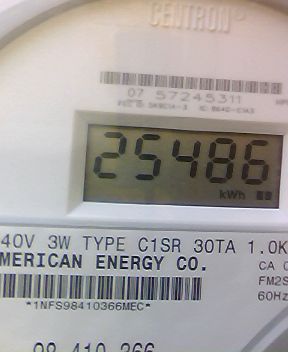 CENTRON®
07 57245311
25486
kWh
40V 3W TYPE C1SR 30TA 1.0K
MERICAN ENERGY CO.
CA 0
FM2S
60Hz
*1NFS98410366MEC*
98 410 366